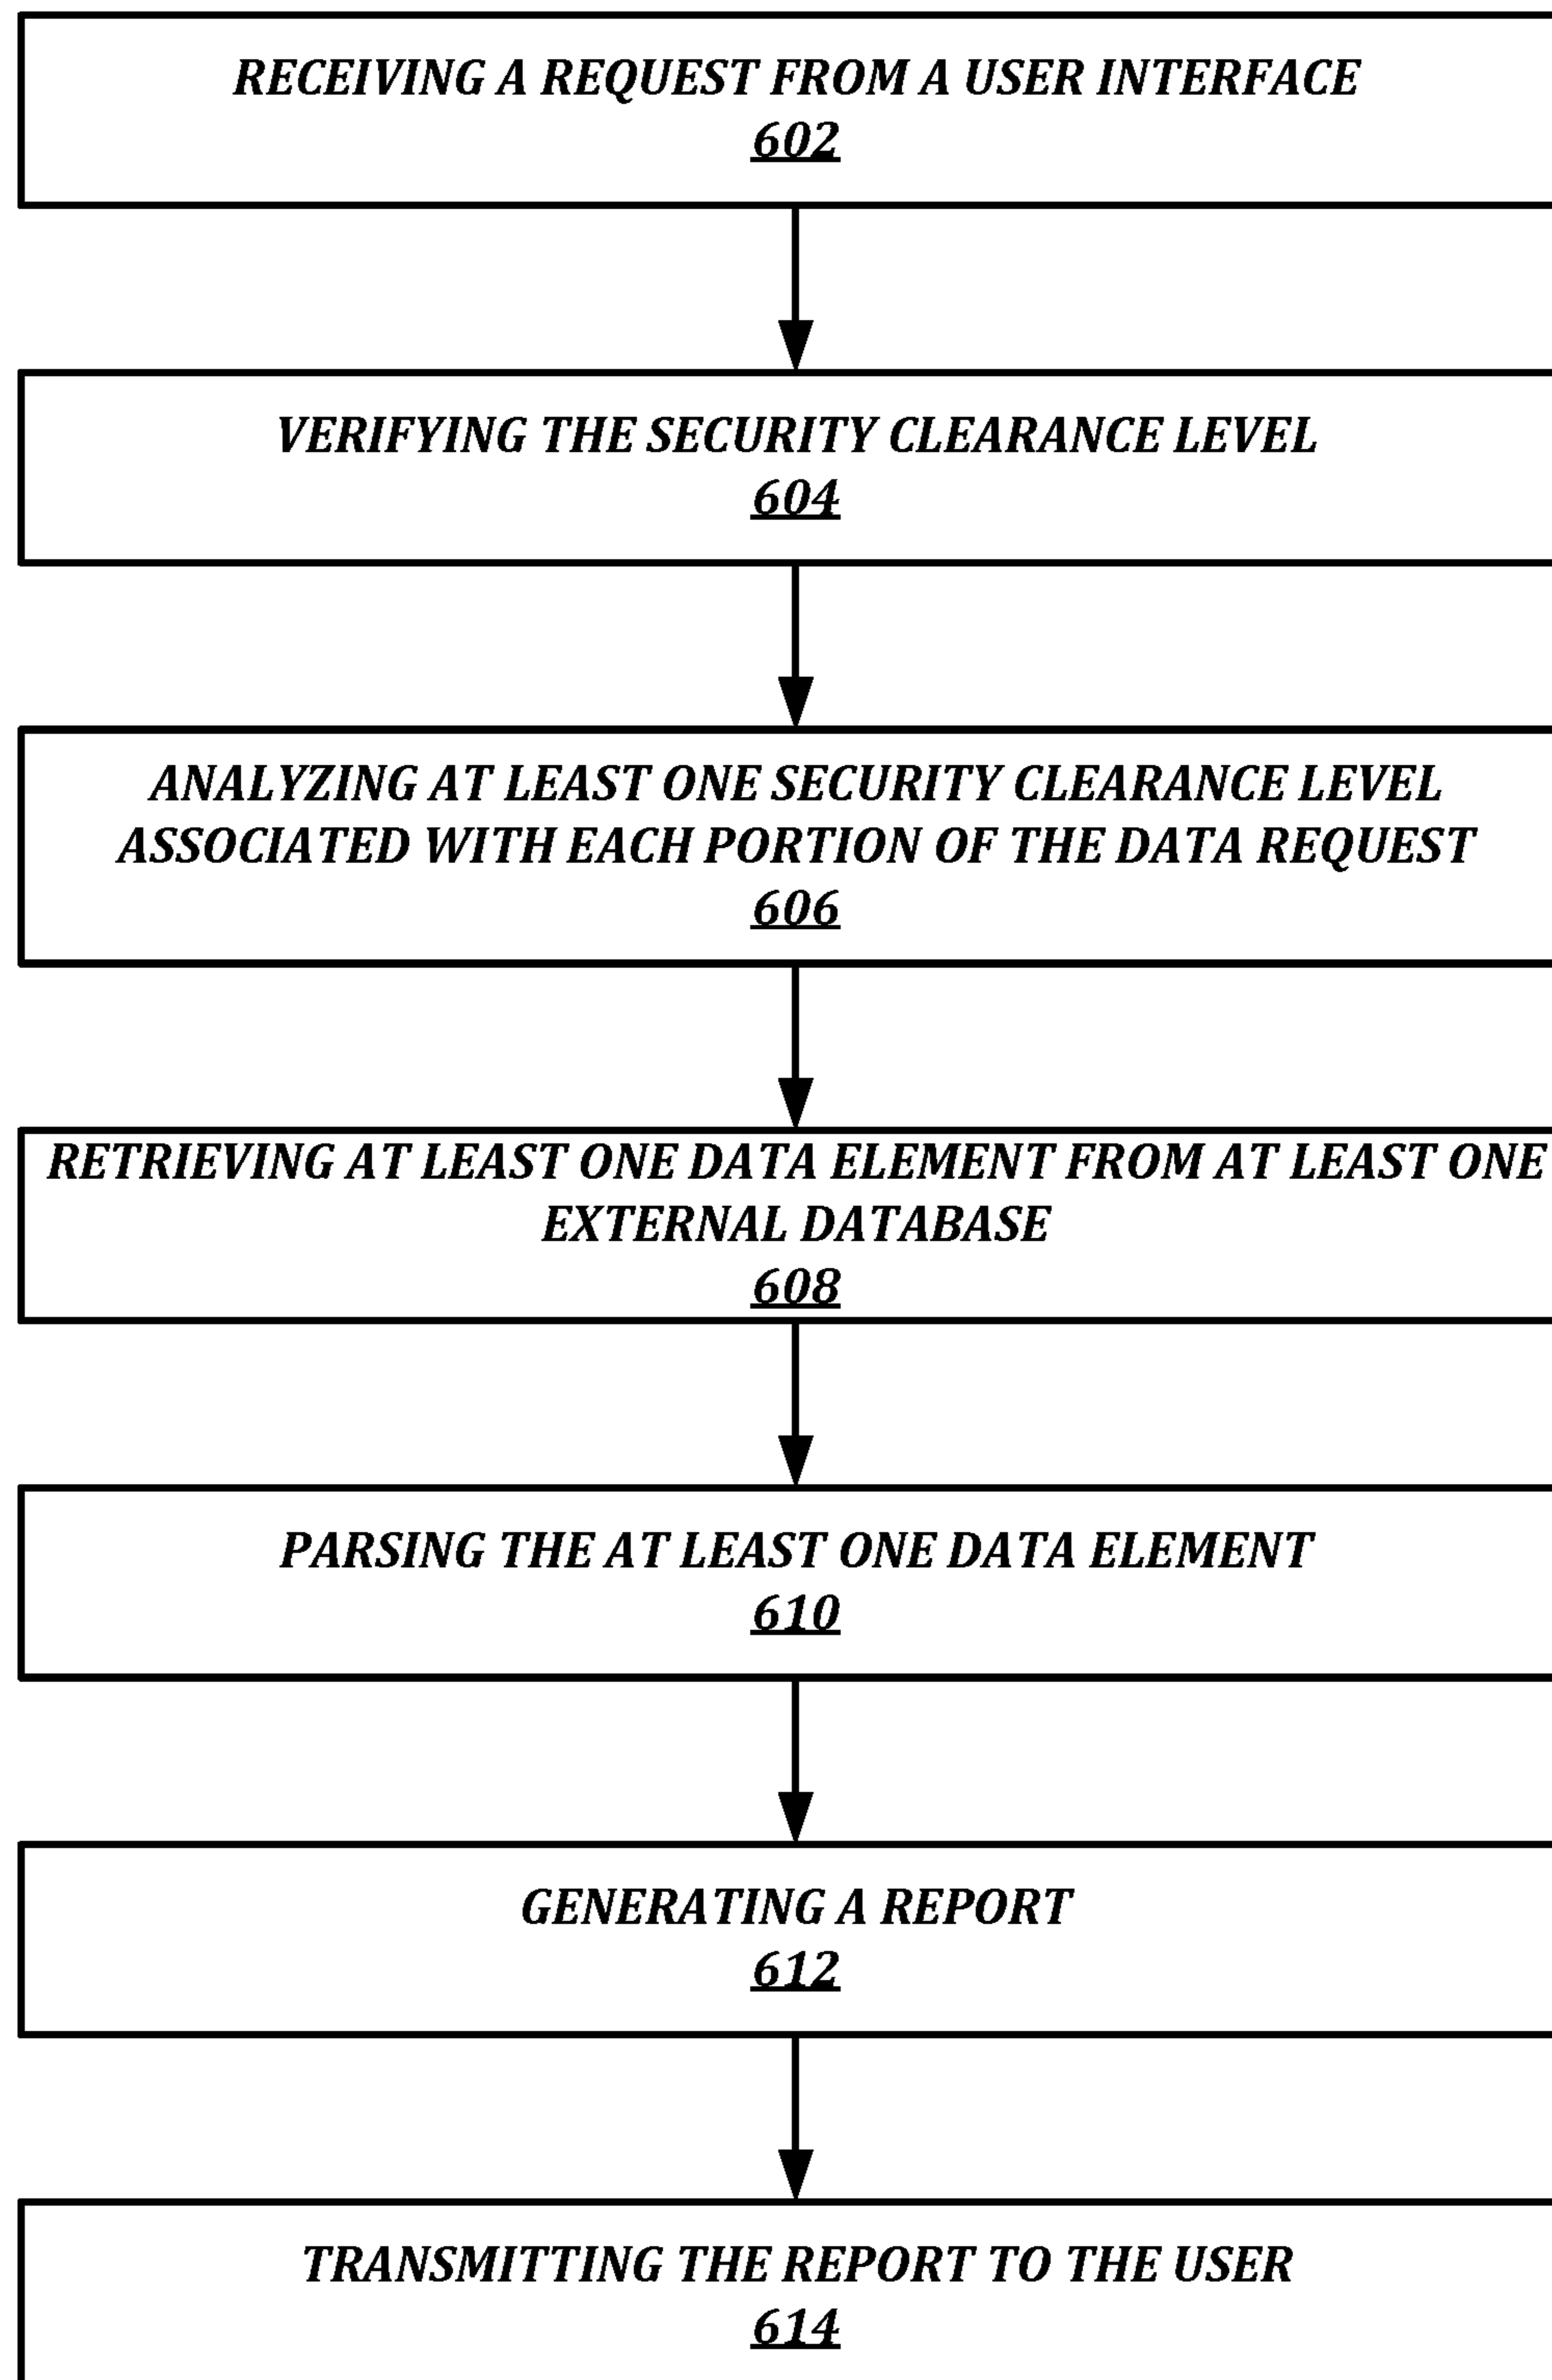 RECEIVING A REQUEST FROM A USER INTERFACE
602
VERIFYING THE SECURITY CLEARANCE LEVEL
604
ANALYZING AT LEAST ONE SECURITY CLEARANCE LEVEL
ASSOCIATED WITH EACH PORTION OF THE DATA REQUEST
606
RETRIEVING AT LEAST ONE DATA ELEMENT FROM AT LEAST ONE
EXTERNAL DATABASE
608
PARSING THE AT LEAST ONE DATA ELEMENT
610
GENERATING A REPORT
612
TRANSMITTING THE REPORT TO THE USER
614